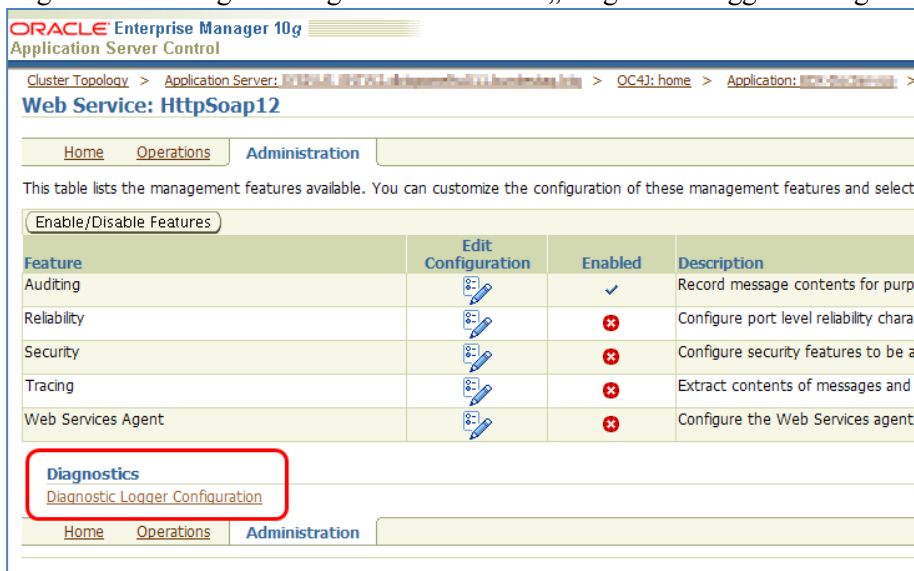 ORACLE Enterprise Manager 10g
Application Server Control
Cluster Topology > Application Server: > OC4J: home > Application: >
Web Service: HttpSoap12
Home Operations Administration
This table lists the management features available. You can customize the configuration of these management features and select
Enable/Disable Features
Feature Edit Configuration Enabled Description
Auditing Record message contents for purp
Reliability Configure port level reliability chara
Security Configure security features to be a
Tracing Extract contents of messages and
Web Services Agent Configure the Web Services agent
Diagnostics
Diagnostic Logger Configuration
Home Operations Administration